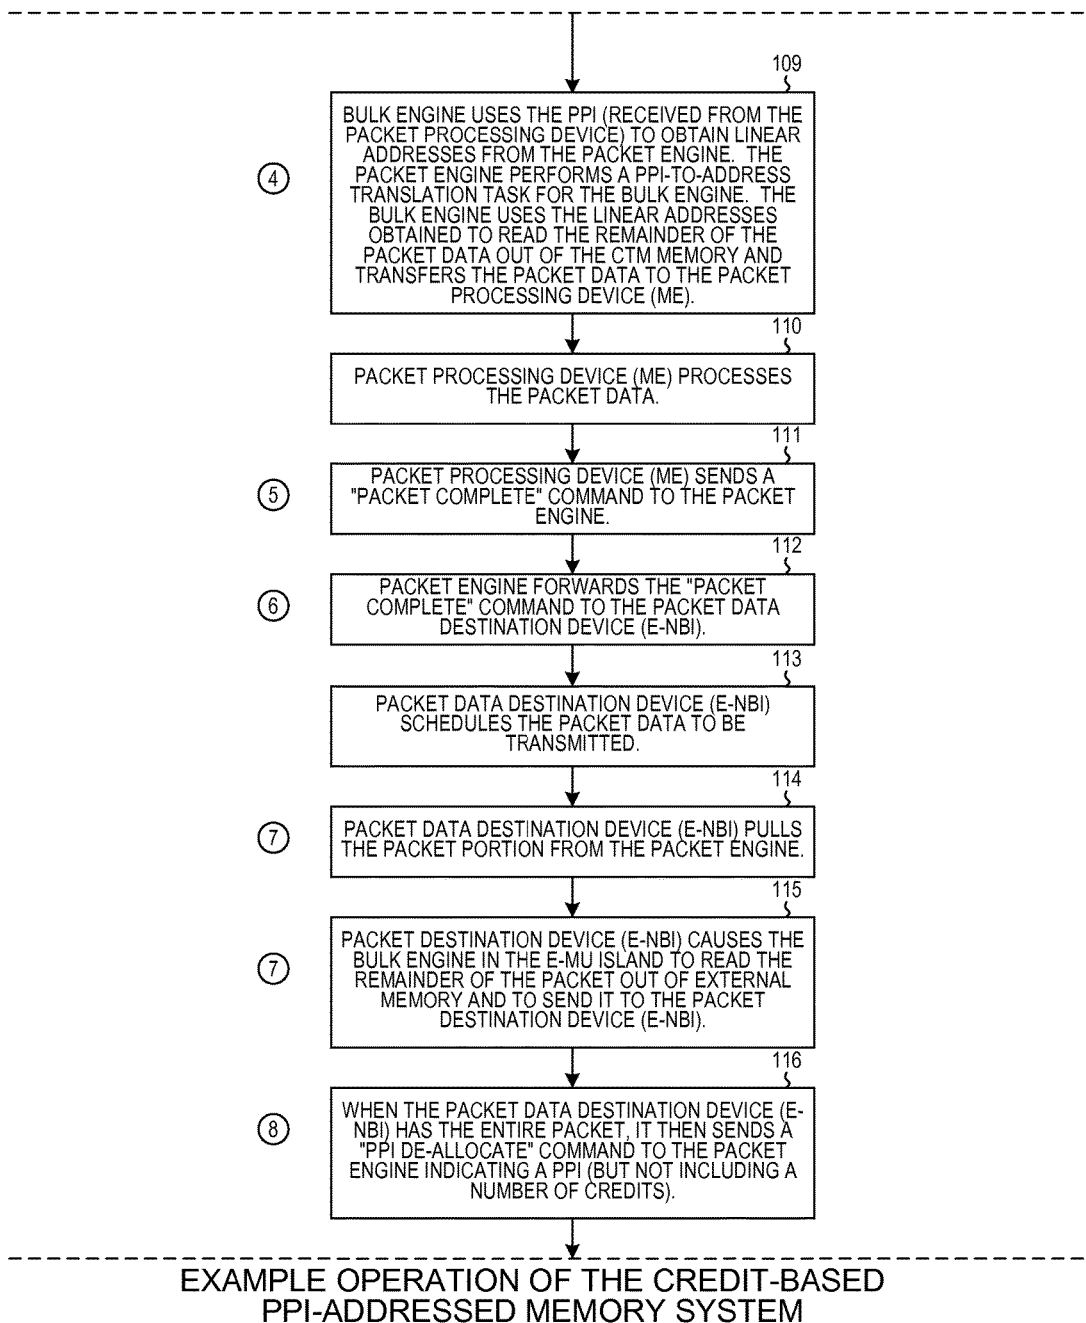 109
BULK ENGINE USES THE PPI (RECEIVED FROM THE
PACKET PROCESSING DEVICE) TO OBTAIN LINEAR
ADDRESSES FROM THE PACKET ENGINE. THE
PACKET ENGINE PERFORMS A PPI-TO-ADDRESS
④
TRANSLATION TASK FOR THE BULK ENGINE. THE
BULK ENGINE USES THE LINEAR ADDRESSES
OBTAINED TO READ THE REMAINDER OF THE
PACKET DATA OUT OF THE CTM MEMORY AND
TRANSFERS THE PACKET DATA TO THE PACKET
PROCESSING DEVICE (ME).
110
PACKET PROCESSING DEVICE (ME) PROCESSES
THE PACKET DATA.
111
PACKET PROCESSING DEVICE (ME) SENDS A
⑤
"PACKET COMPLETE" COMMAND TO THE PACKET
ENGINE.
112
PACKET ENGINE FORWARDS THE "PACKET
⑥
COMPLETE" COMMAND TO THE PACKET DATA
DESTINATION DEVICE (E-NBI).
113
PACKET DATA DESTINATION DEVICE (E-NBI)
SCHEDULES THE PACKET DATA TO BE
TRANSMITTED.
114
⑦
PACKET DATA DESTINATION DEVICE (E-NBI) PULLS
THE PACKET PORTION FROM THE PACKET ENGINE.
115
PACKET DESTINATION DEVICE (E-NBI) CAUSES THE
BULK ENGINE IN THE E-MU ISLAND TO READ THE
⑦
REMAINDER OF THE PACKET OUT OF EXTERNAL
MEMORY AND TO SEND IT TO THE PACKET
DESTINATION DEVICE (E-NBI).
116
WHEN THE PACKET DATA DESTINATION DEVICE (E-
⑧
NBI) HAS THE ENTIRE PACKET, IT THEN SENDS A
"PPI DE-ALLOCATE" COMMAND TO THE PACKET
ENGINE INDICATING A PPI (BUT NOT INCLUDING A
NUMBER OF CREDITS).
EXAMPLE OPERATION OF THE CREDIT-BASED
PPI-ADDRESSED MEMORY SYSTEM